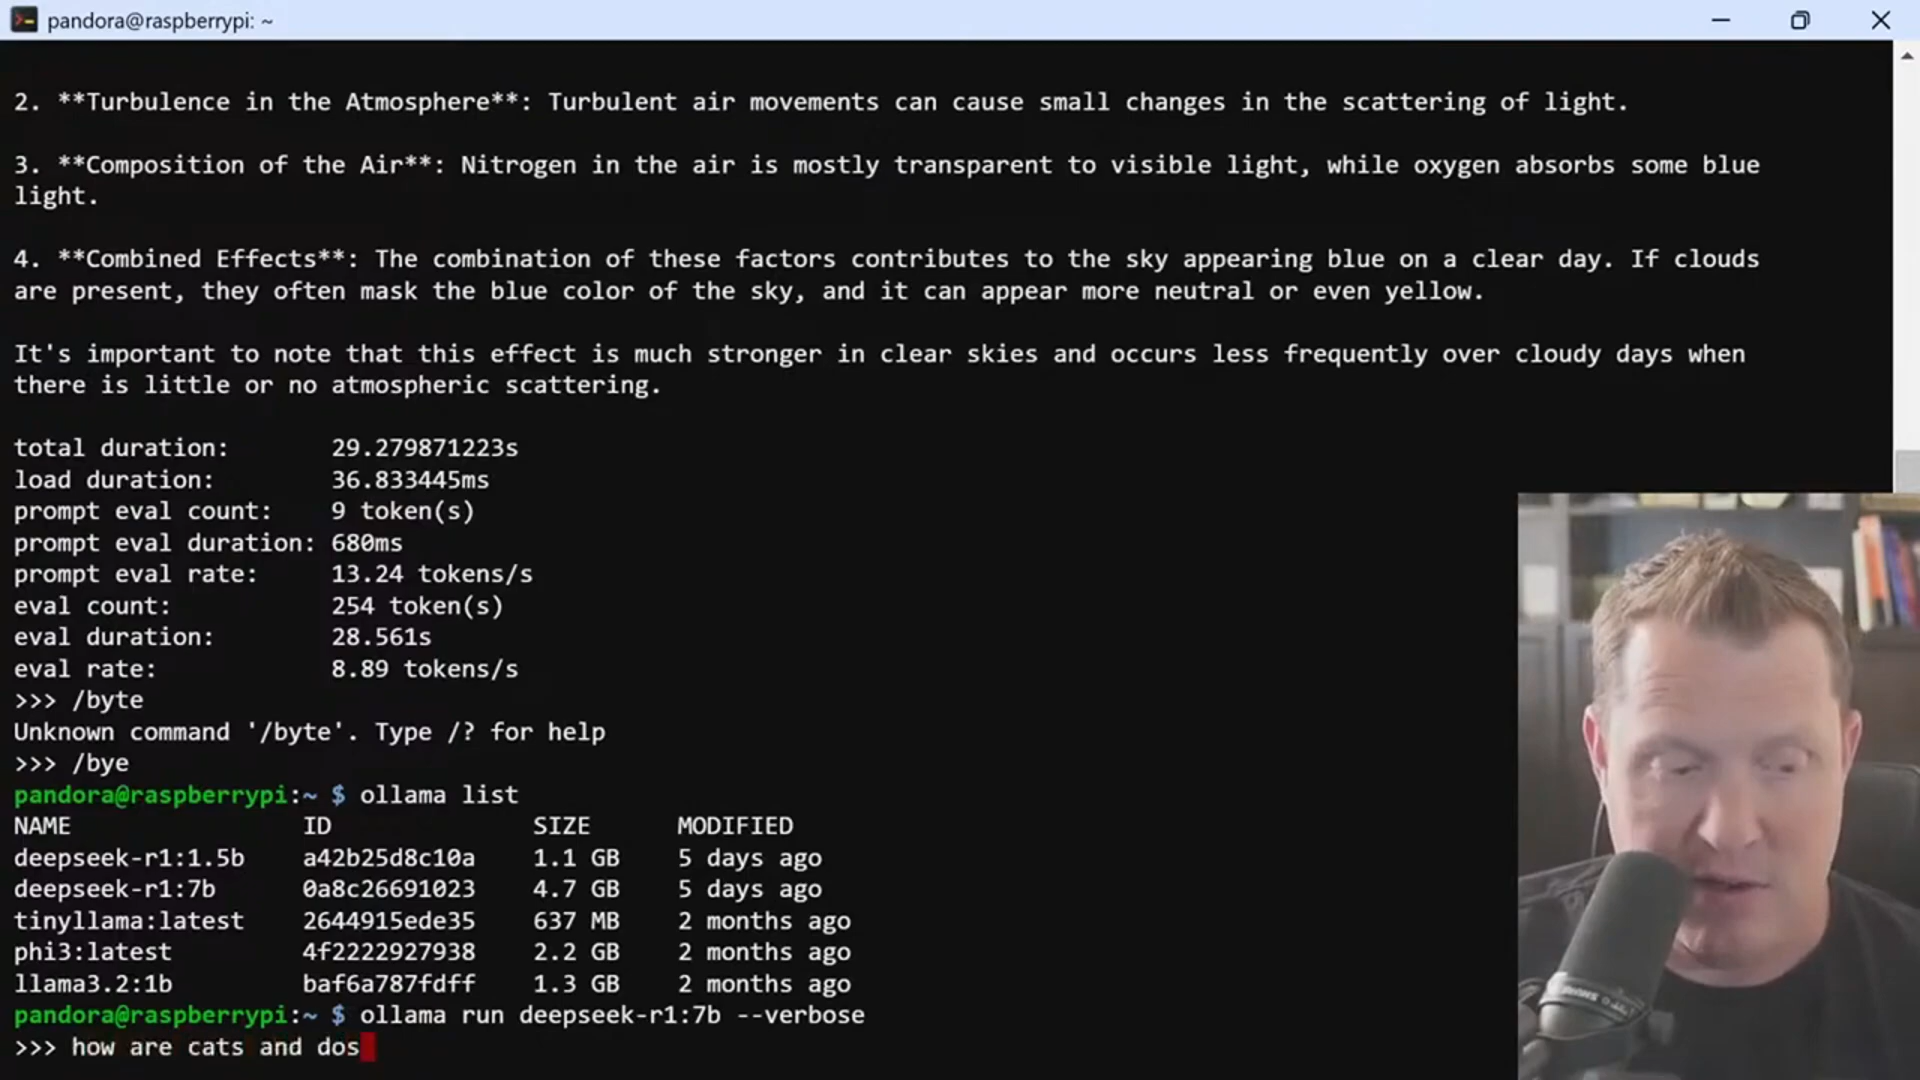 pandora@raspberrypi: ~
2. **Turbulence in the Atmosphere**: Turbulent air movements can cause small changes in the scattering of light.
3. **Composition of the Air**: Nitrogen in the air is mostly transparent to visible light, while oxygen absorbs some blue
light.
4. **Combined Effects**: The combination of these factors contributes to the sky appearing blue on a clear day. If clouds
are present, they often mask the blue color of the sky, and it can appear more neutral or even yellow.
It's important to note that this effect is much stronger in clear skies and occurs less frequently over cloudy days when
there is little or no atmospheric scattering.
total duration: 29.279871223s
load duration: 36.833445ms
prompt eval count: 9 token(s)
prompt eval duration: 680ms
prompt eval rate: 13.24 tokens/s
eval count: 254 token(s)
eval duration: 28.561s
eval rate: 8.89 tokens/s
>>> /byte
Unknown command '/byte'. Type /? for help
>>> /bye
pandora@raspberrypi:~ $ ollama list
NAME ID SIZE MODIFIED
deepseek-r1:1.5b a42b25d8c10a 1.1 GB 5 days ago
deepseek-r1:7b 0a8c26691023 4.7 GB 5 days ago
tinyllama:latest 2644915ede35 637 MB 2 months ago
phi3:latest 4f2222927938 2.2 GB 2 months ago
llama3.2:1b baf6a787fdff 1.3 GB 2 months ago
pandora@raspberrypi:~ $ ollama run deepseek-r1:7b --verbose
>>> how are cats and dos